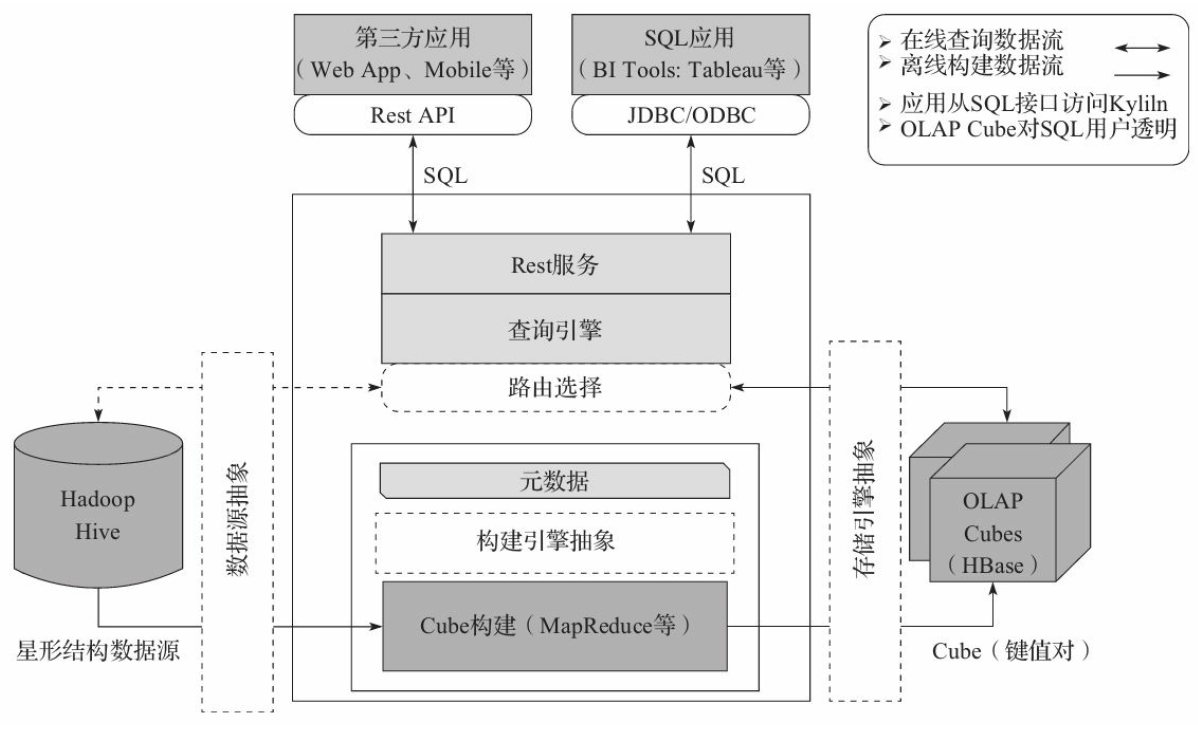 第三方应用
（Web App、Mobile等）
Rest API
SQL应用
（BI Tools: Tableau等）
JDBC/ODBC
在线查询数据流
离线构建数据流
应用从SQL接口访问Kyliln
OLAP Cube对SQL用户透明
SQL
SQL
Rest服务
查询引擎
路由选择
Hadoop
Hive
星形结构数据源
数据源抽象
元数据
构建引擎抽象
Cube构建（MapReduce等）
存储引擎抽象
OLAP
Cubes
（HBase）
Cube（键值对）